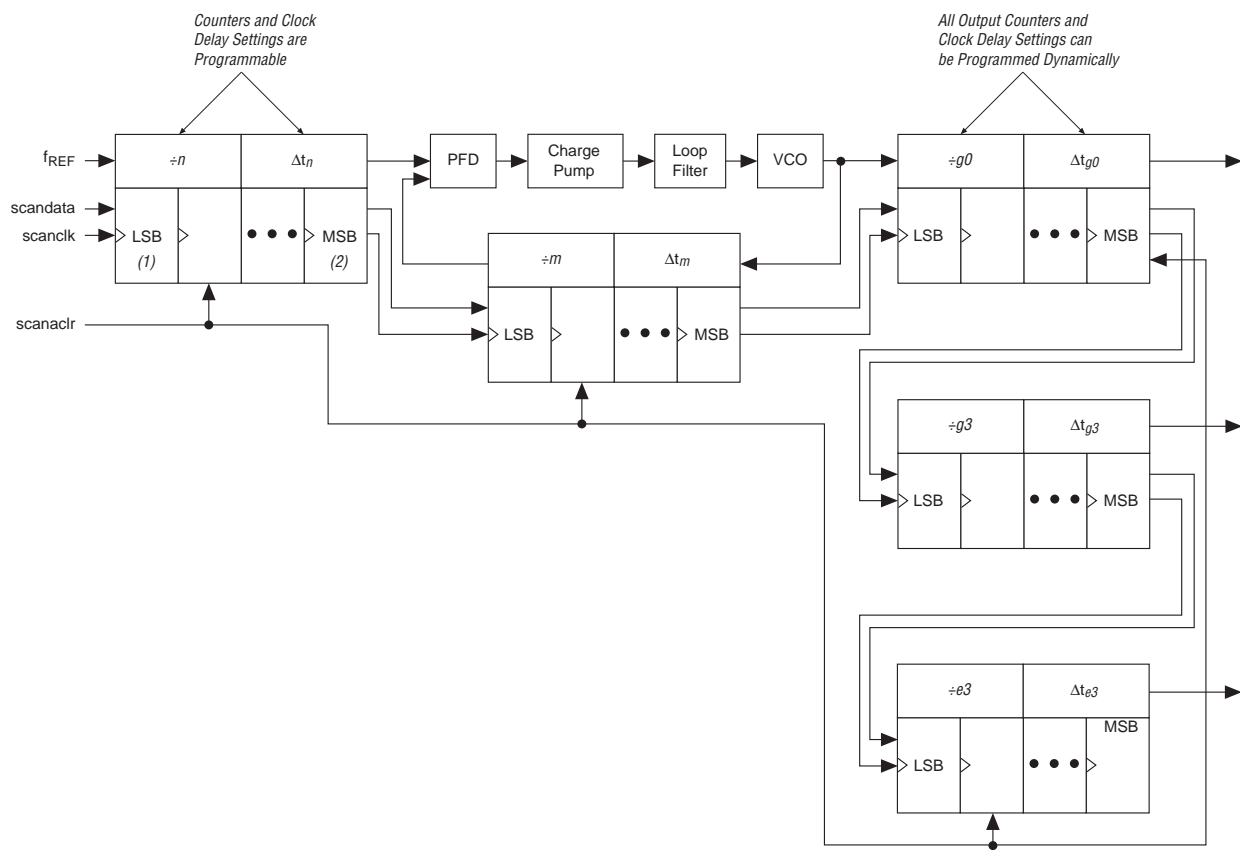 Counters and Clock
Delay Settings are
Programmable
All Output Counters and
Clock Delay Settings can
be Programmed Dynamically
fREF
÷n
Δtn
PFD
Charge
Pump
Loop
Filter
VCO
÷g0
Δtg0
scandata
scanclk
LSB
(1)
MSB
(2)
÷m
Δtm
LSB
MSB
LSB
MSB
scanaclr
÷g3
Δtg3
LSB
MSB
÷e3
Δte3
MSB
LSB